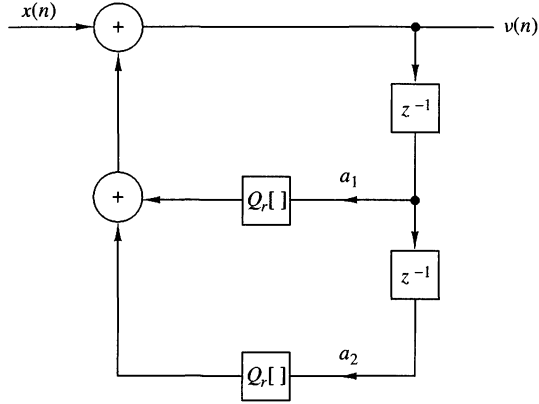 x(n)
+
v(n)
z⁻¹
a₁
Qᵣ[ ]
+
z⁻¹
a₂
Qᵣ[ ]